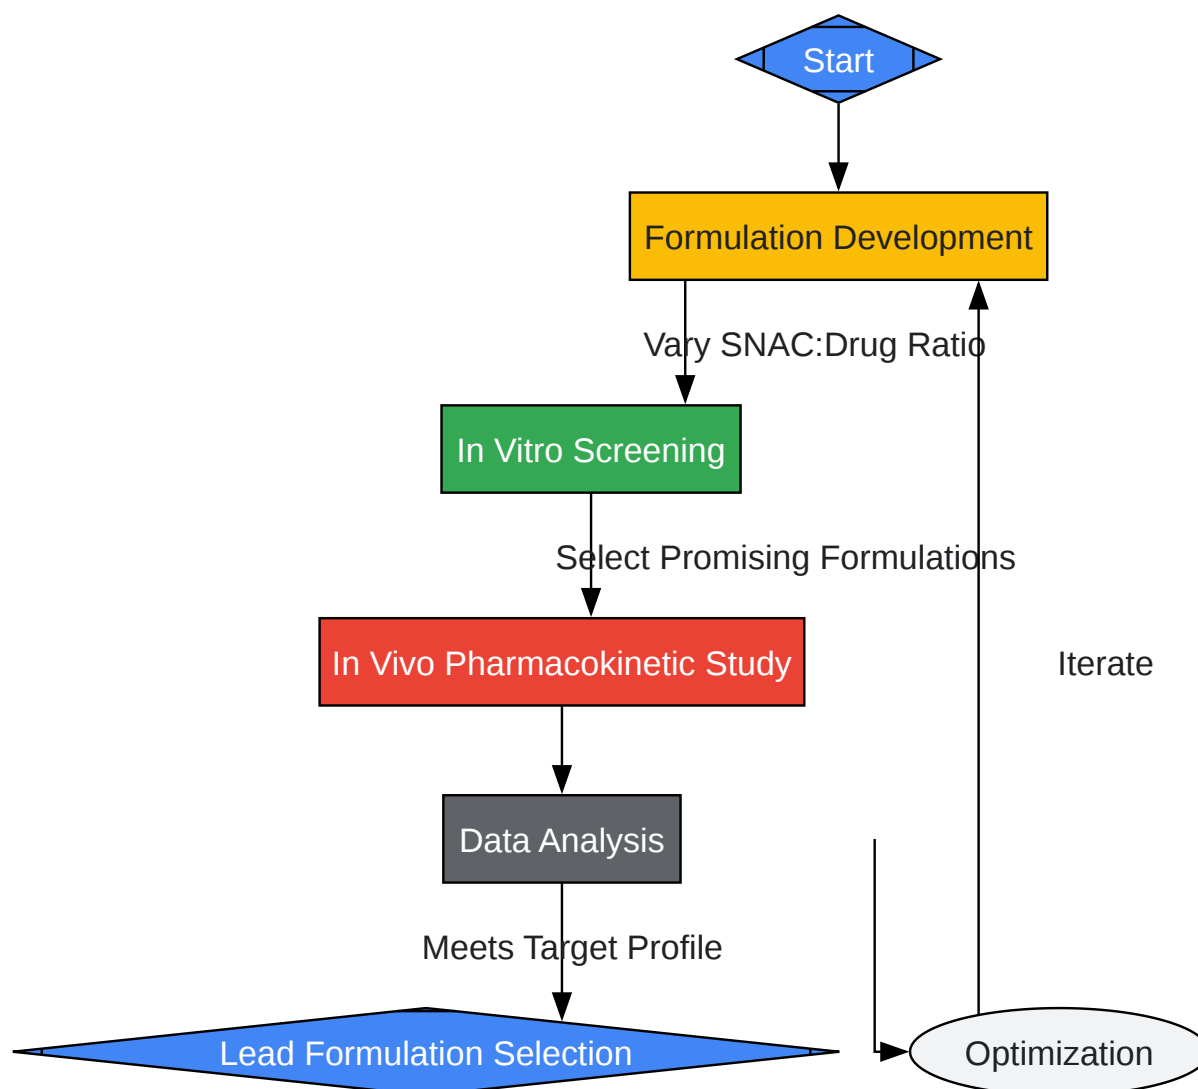 Start
Formulation Development
Vary SNAC:Drug Ratio
In Vitro Screening
Select Promising Formulations
In Vivo Pharmacokinetic Study
Iterate
Data Analysis
Meets Target Profile
Lead Formulation Selection
Optimization